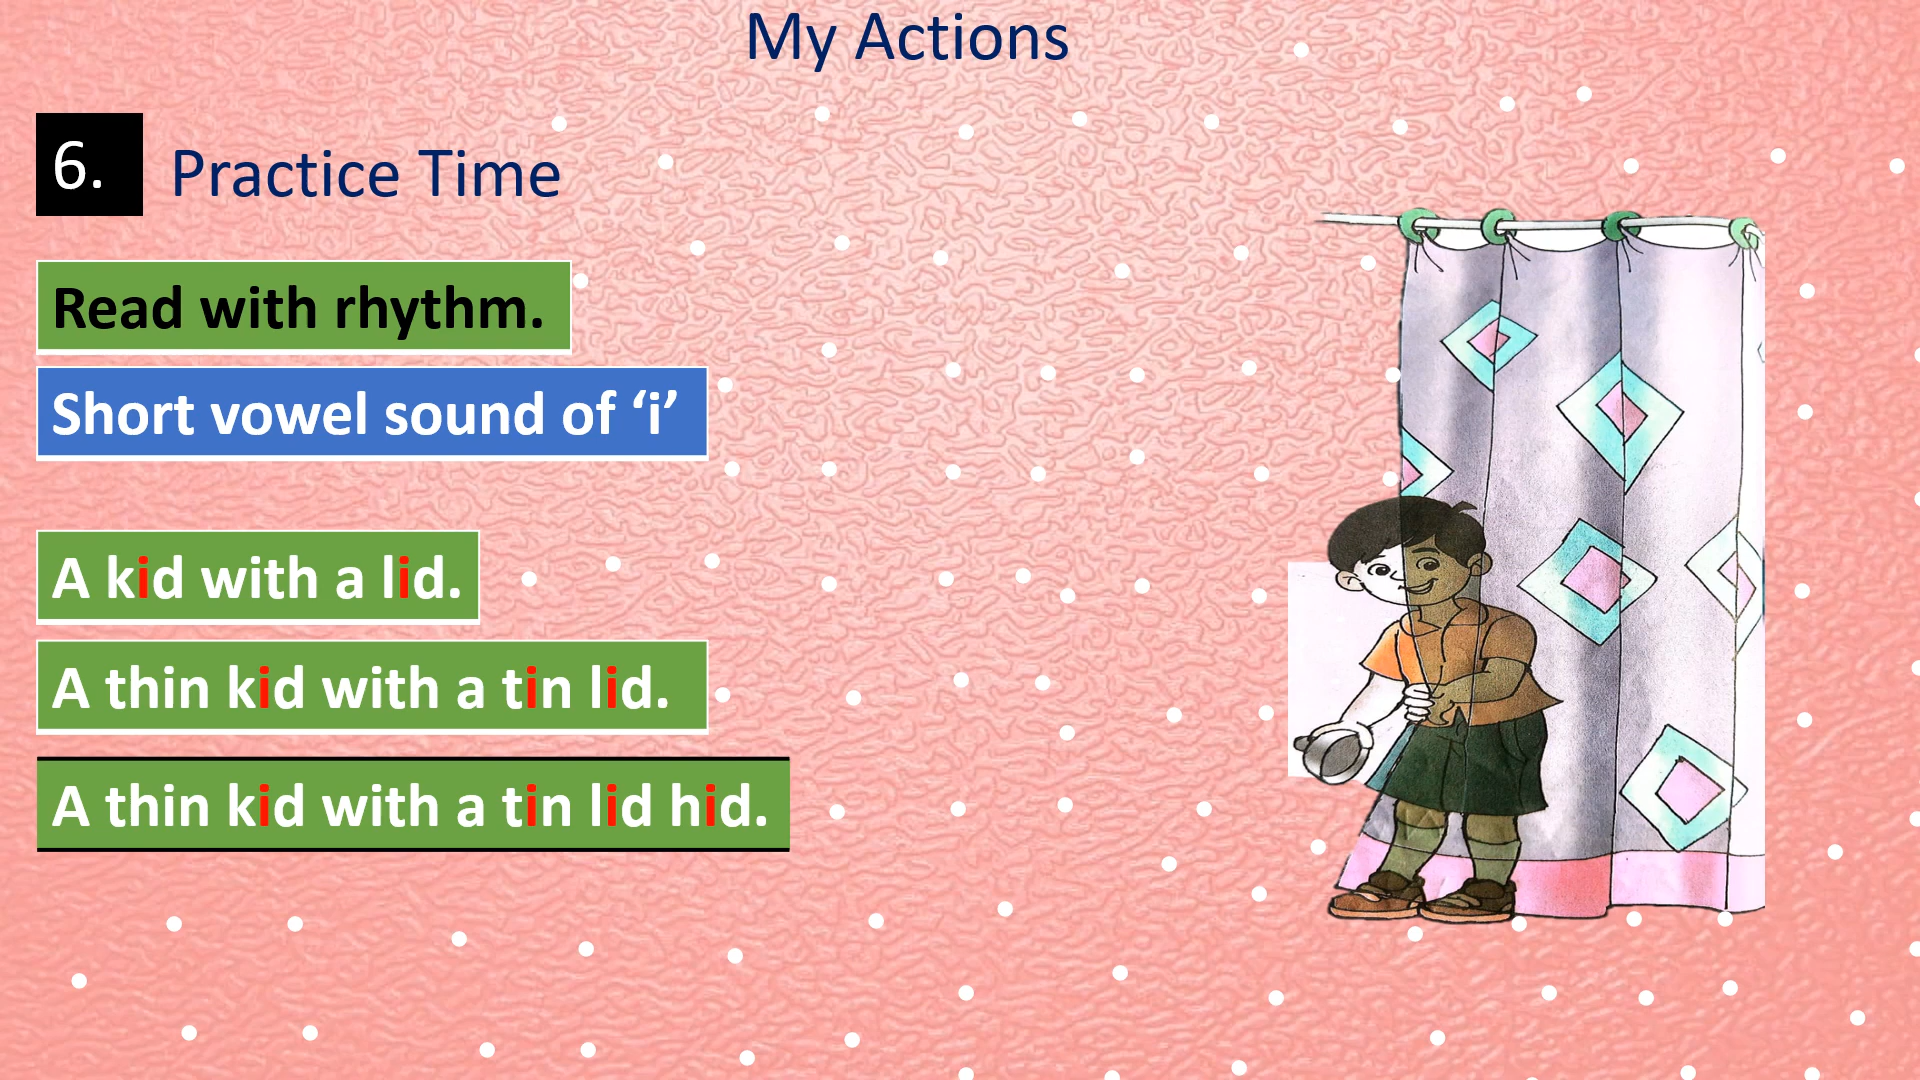 My Actions
6. Practice Time
Read with rhythm.
Short vowel sound of ‘i’
A kid with a lid.
A thin kid with a tin lid.
A thin kid with a tin lid hid.